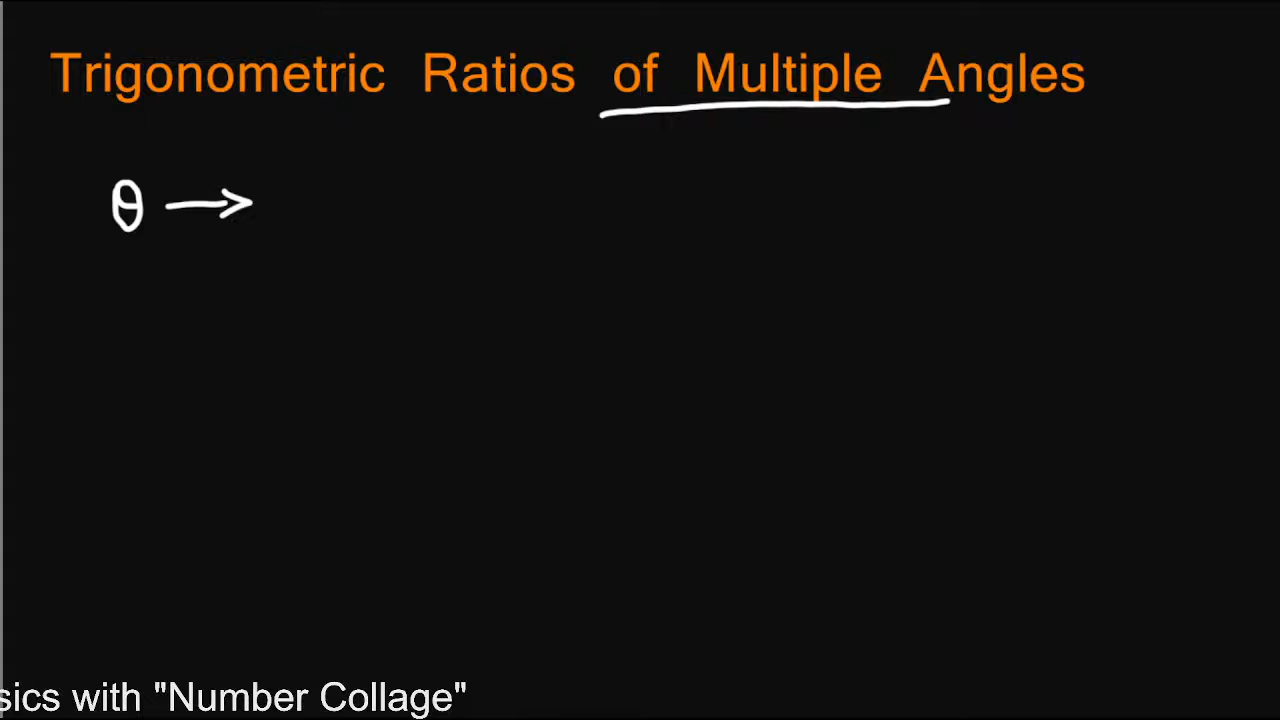 Trigonometric Ratios of Multiple Angles
θ →
sics with "Number Collage"